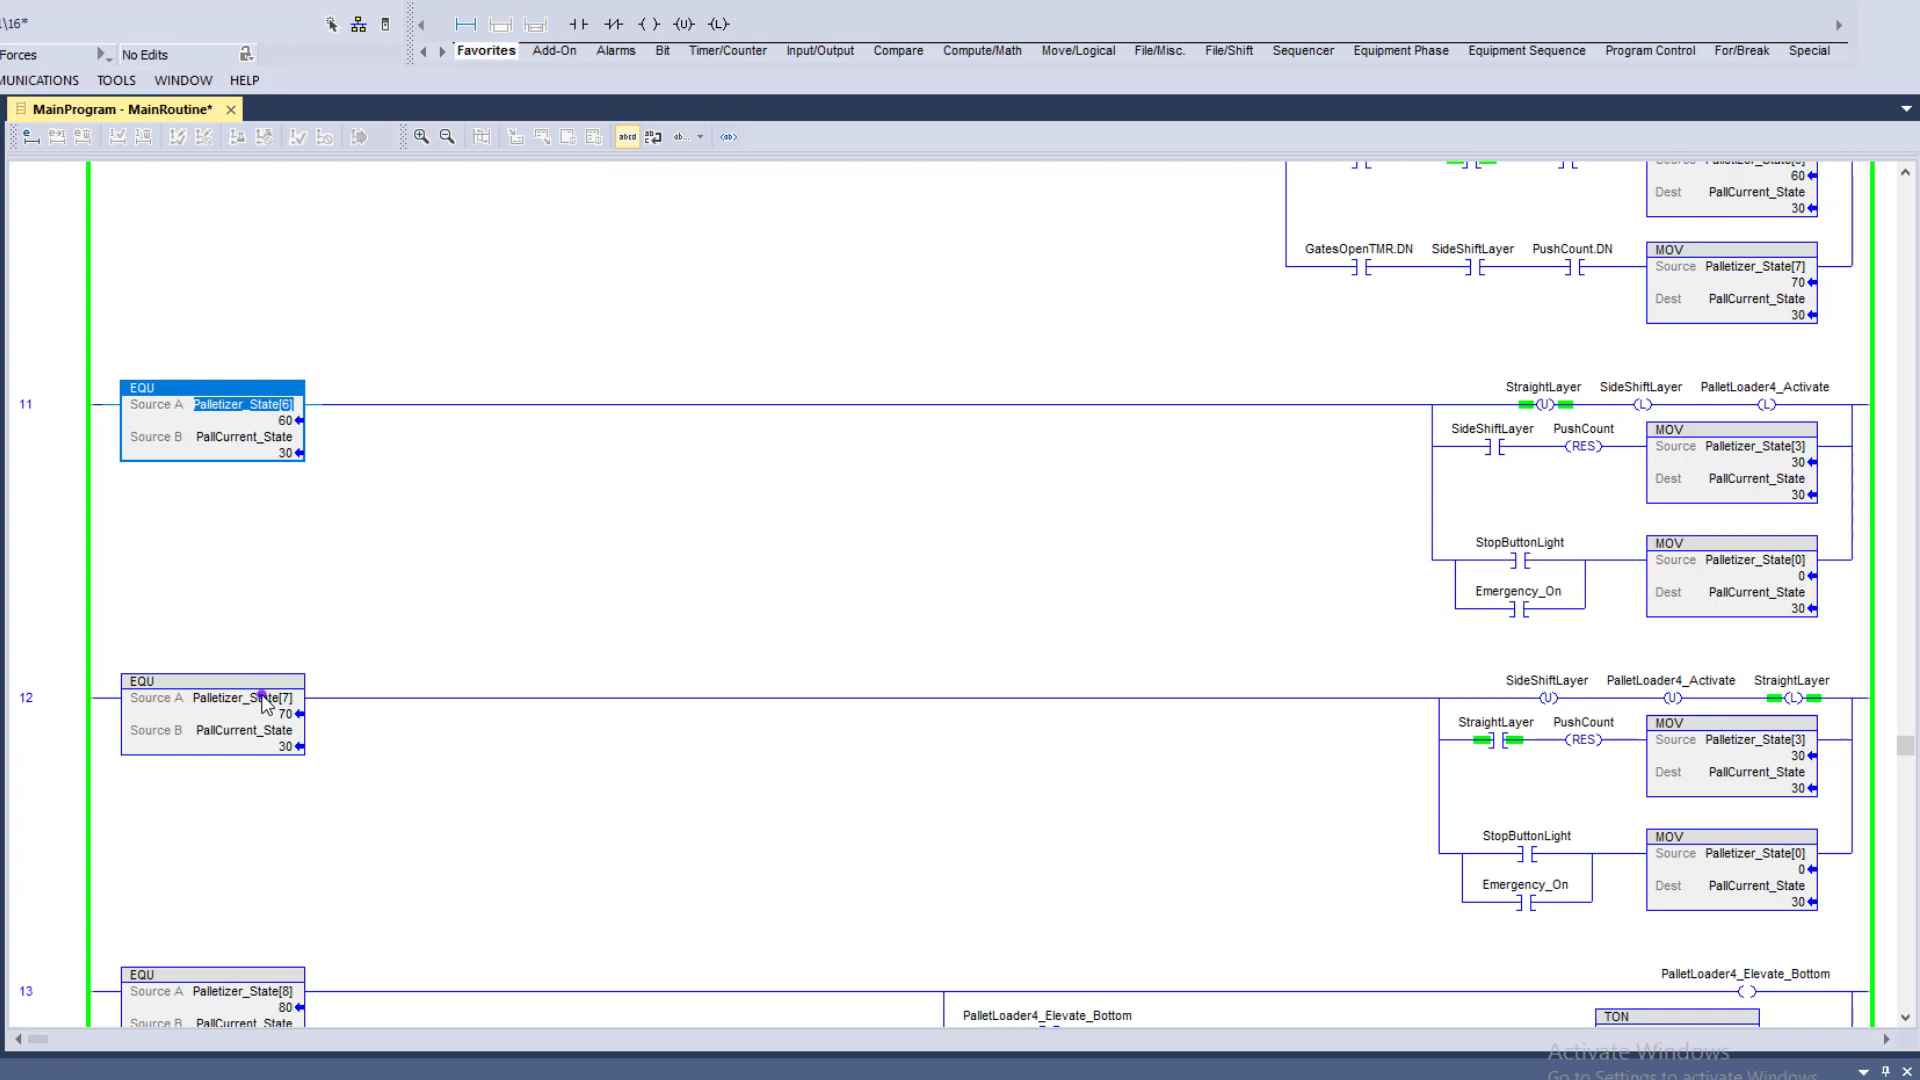 \16*
Forces
No Edits
Favorites Add-On Alarms Bit Timer/Counter Input/Output Compare Compute/Math Move/Logical File/Misc. File/Shift Sequencer Equipment Phase Equipment Sequence Program Control For/Break Special
MUNICATIONS TOOLS WINDOW HELP
MainProgram - MainRoutine*
abcd
ab...
<ab>
60
Dest PallCurrent_State
30
GatesOpenTMR.DN SideShiftLayer PushCount.DN
MOV
Source Palletizer_State[7]
70
Dest PallCurrent_State
30
11
EQU
Source A Palletizer_State[6]
60
Source B PallCurrent_State
30
StraightLayer SideShiftLayer PalletLoader4_Activate
U L L
SideShiftLayer PushCount
RES
MOV
Source Palletizer_State[3]
30
Dest PallCurrent_State
30
StopButtonLight
Emergency_On
MOV
Source Palletizer_State[0]
0
Dest PallCurrent_State
30
12
EQU
Source A Palletizer_State[7]
70
Source B PallCurrent_State
30
SideShiftLayer PalletLoader4_Activate StraightLayer
U U L
StraightLayer PushCount
RES
MOV
Source Palletizer_State[3]
30
Dest PallCurrent_State
30
StopButtonLight
Emergency_On
MOV
Source Palletizer_State[0]
0
Dest PallCurrent_State
30
13
EQU
Source A Palletizer_State[8]
80
Source B PallCurrent_State
PalletLoader4_Elevate_Bottom
PalletLoader4_Elevate_Bottom
TON
Activate Windows
Go to Settings to activate Windows